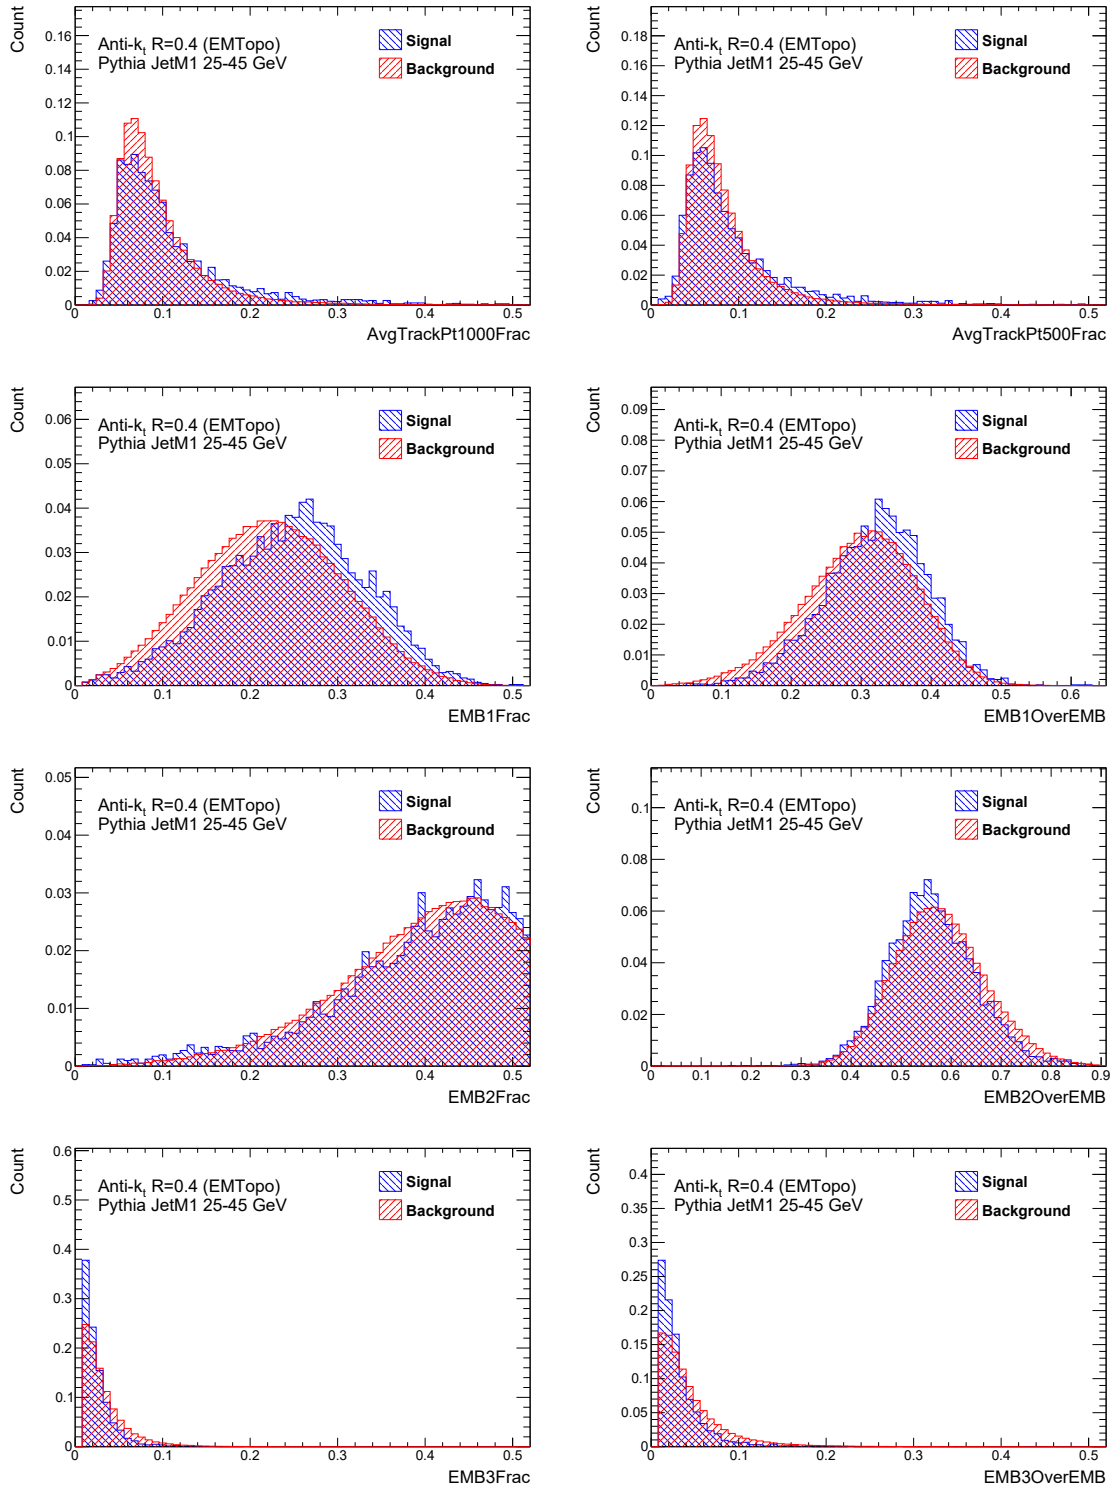 Count
0.16
0.14
0.12
0.1
0.08
0.06
0.04
0.02
0
Anti-kt R=0.4 (EMTopo)
Pythia JetM1 25-45 GeV
Signal
Background
0 0.1 0.2 0.3 0.4 0.5
AvgTrackPt1000Frac
Count
0.18
0.16
0.14
0.12
0.1
0.08
0.06
0.04
0.02
0
Anti-kt R=0.4 (EMTopo)
Pythia JetM1 25-45 GeV
Signal
Background
0 0.1 0.2 0.3 0.4 0.5
AvgTrackPt500Frac
Count
0.06
0.05
0.04
0.03
0.02
0.01
0
Anti-kt R=0.4 (EMTopo)
Pythia JetM1 25-45 GeV
Signal
Background
0 0.1 0.2 0.3 0.4 0.5
EMB1Frac
Count
0.09
0.08
0.07
0.06
0.05
0.04
0.03
0.02
0.01
0
Anti-kt R=0.4 (EMTopo)
Pythia JetM1 25-45 GeV
Signal
Background
0 0.1 0.2 0.3 0.4 0.5 0.6
EMB1OverEMB
Count
0.05
0.04
0.03
0.02
0.01
0
Anti-kt R=0.4 (EMTopo)
Pythia JetM1 25-45 GeV
Signal
Background
0 0.1 0.2 0.3 0.4 0.5
EMB2Frac
Count
0.1
0.08
0.06
0.04
0.02
0
Anti-kt R=0.4 (EMTopo)
Pythia JetM1 25-45 GeV
Signal
Background
0 0.1 0.2 0.3 0.4 0.5 0.6 0.7 0.8 0.9
EMB2OverEMB
Count
0.6
0.5
0.4
0.3
0.2
0.1
0
Anti-kt R=0.4 (EMTopo)
Pythia JetM1 25-45 GeV
Signal
Background
0 0.1 0.2 0.3 0.4 0.5
EMB3Frac
Count
0.4
0.35
0.3
0.25
0.2
0.15
0.1
0.05
0
Anti-kt R=0.4 (EMTopo)
Pythia JetM1 25-45 GeV
Signal
Background
0 0.1 0.2 0.3 0.4 0.5
EMB3OverEMB